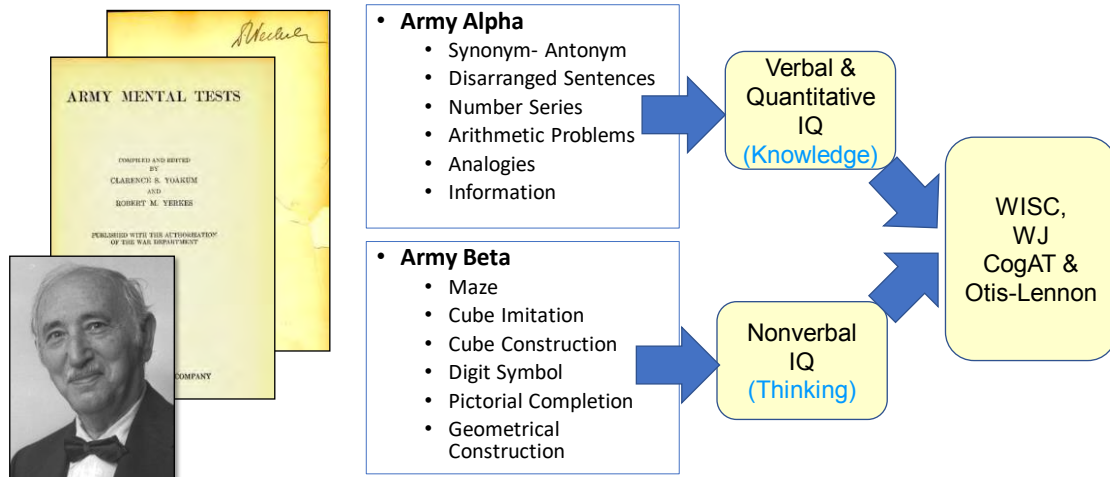 ARMY MENTAL TESTS
COMPILED AND EDITED
BY
CLARENCE S. YOAKUM
AND
ROBERT M. YERKES
PUBLISHED WITH THE AUTHORIZATION
OF THE WAR DEPARTMENT
COMPANY
• Army Alpha
• Synonym- Antonym
• Disarranged Sentences
• Number Series
• Arithmetic Problems
• Analogies
• Information
• Army Beta
• Maze
• Cube Imitation
• Cube Construction
• Digit Symbol
• Pictorial Completion
• Geometrical
Construction
Verbal &
Quantitative
IQ
(Knowledge)
Nonverbal
IQ
(Thinking)
WISC,
WJ
CogAT &
Otis-Lennon